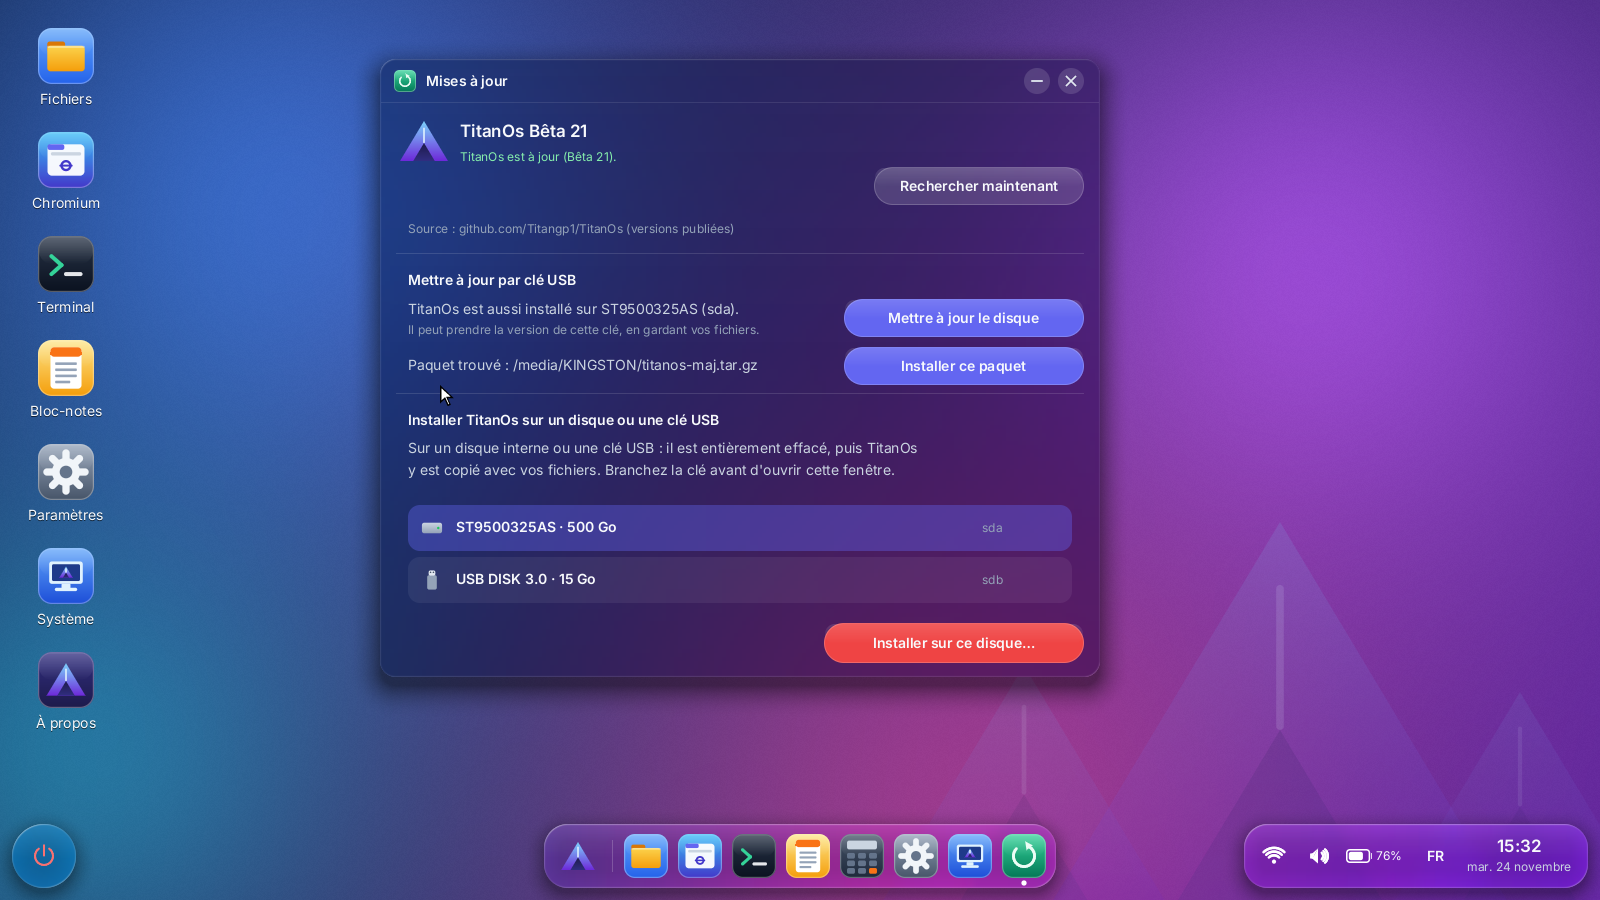 Fichiers
Chromium
Terminal
Bloc-notes
Paramètres
Système
À propos
Mises à jour
TitanOs Bêta 21
TitanOs est à jour (Bêta 21).
Rechercher maintenant
Source : github.com/Titangp1/TitanOs (versions publiées)
Mettre à jour par clé USB
TitanOs est aussi installé sur ST9500325AS (sda).
Il peut prendre la version de cette clé, en gardant vos fichiers.
Mettre à jour le disque
Paquet trouvé : /media/KINGSTON/titanos-maj.tar.gz
Installer ce paquet
Installer TitanOs sur un disque ou une clé USB
Sur un disque interne ou une clé USB : il est entièrement effacé, puis TitanOs
y est copié avec vos fichiers. Branchez la clé avant d'ouvrir cette fenêtre.
ST9500325AS · 500 Go sda
USB DISK 3.0 · 15 Go sdb
Installer sur ce disque...
76%
FR
15:32
mar. 24 novembre